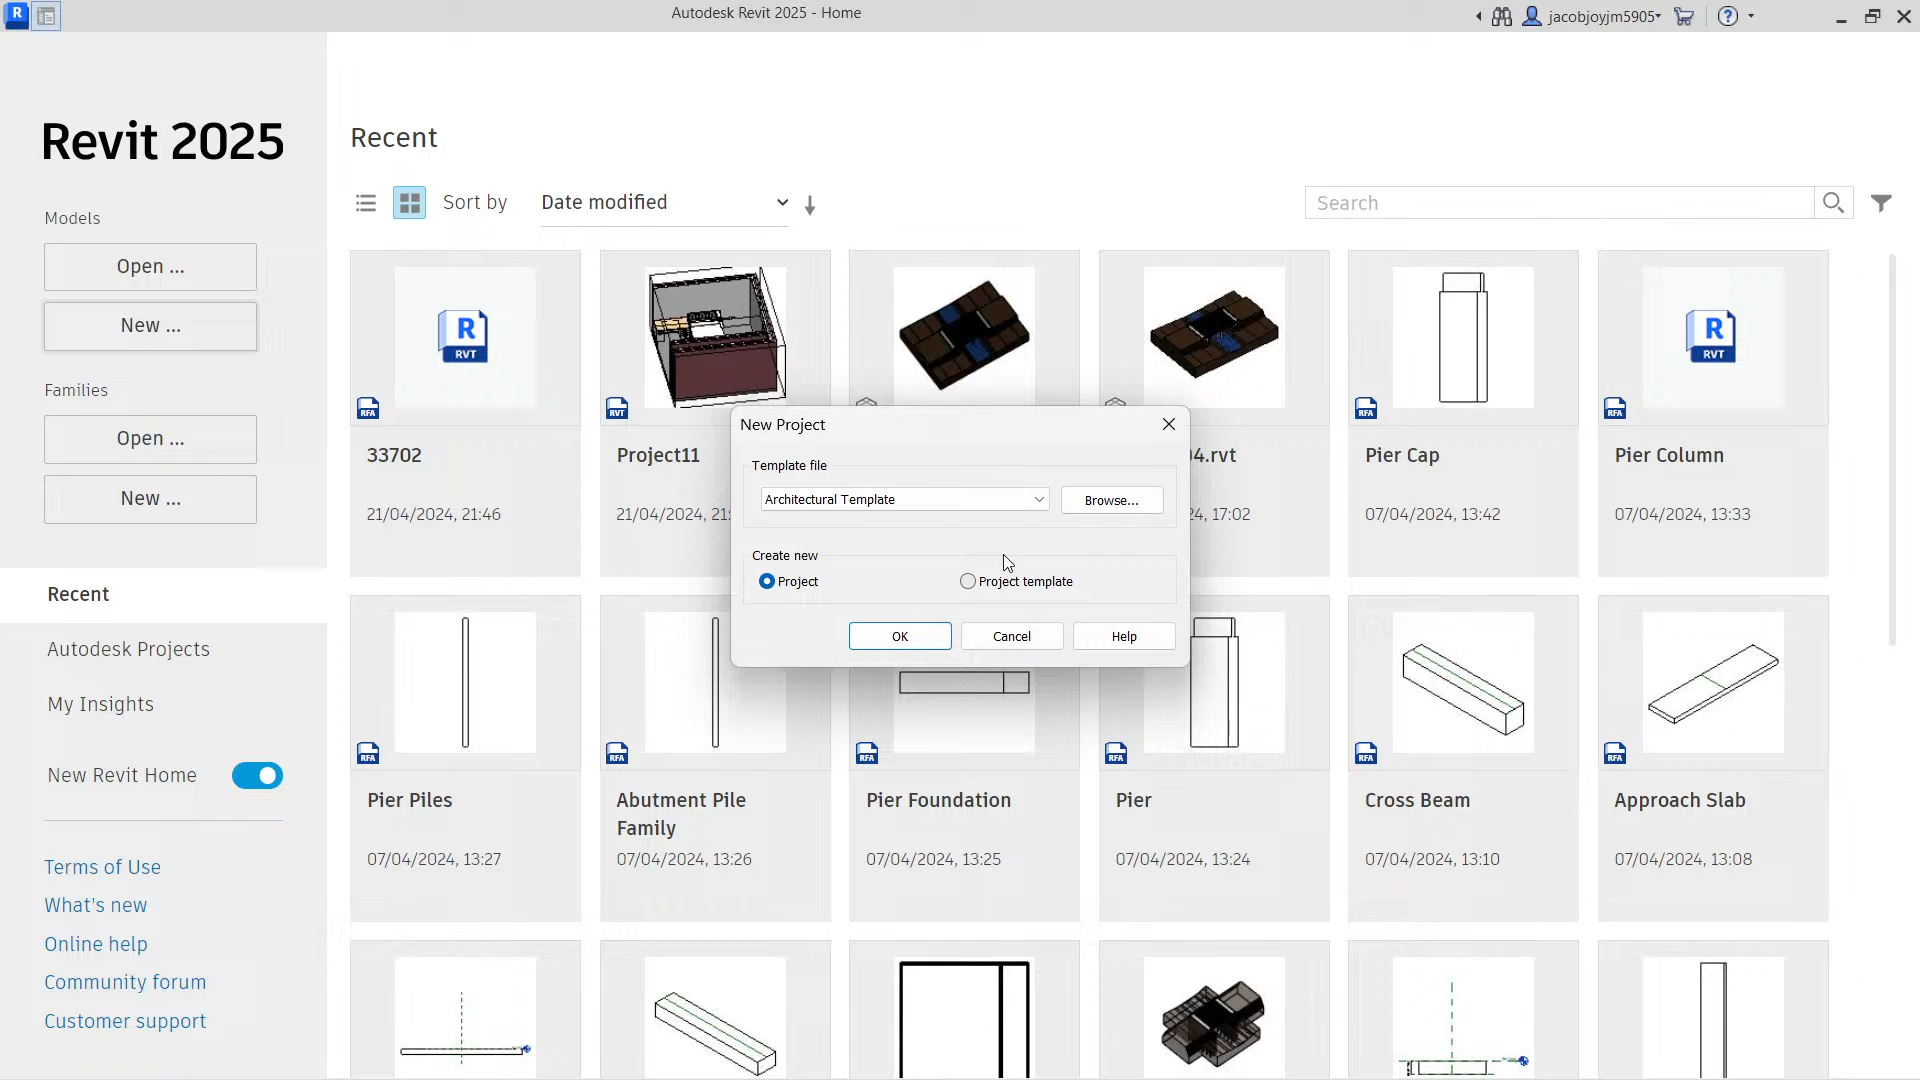 R
Autodesk Revit 2025 - Home
jacobjoyjm5905
?
Revit 2025
Models
Open ...
New ...
Families
Open ...
New ...
Recent
Autodesk Projects
My Insights
New Revit Home
Terms of Use
What's new
Online help
Community forum
Customer support
Recent
Sort by
Date modified
Search
R
RVT
RFA
RVT
RFA
R
RVT
RFA
33702
Project11
04.rvt
Pier Cap
Pier Column
21/04/2024, 21:46
21/04/2024, 21:
24, 17:02
07/04/2024, 13:42
07/04/2024, 13:33
New Project
Template file
Architectural Template
Browse...
Create new
Project
Project template
OK
Cancel
Help
RFA
RFA
RFA
RFA
RFA
RFA
Pier Piles
Abutment Pile
Family
Pier Foundation
Pier
Cross Beam
Approach Slab
07/04/2024, 13:27
07/04/2024, 13:26
07/04/2024, 13:25
07/04/2024, 13:24
07/04/2024, 13:10
07/04/2024, 13:08